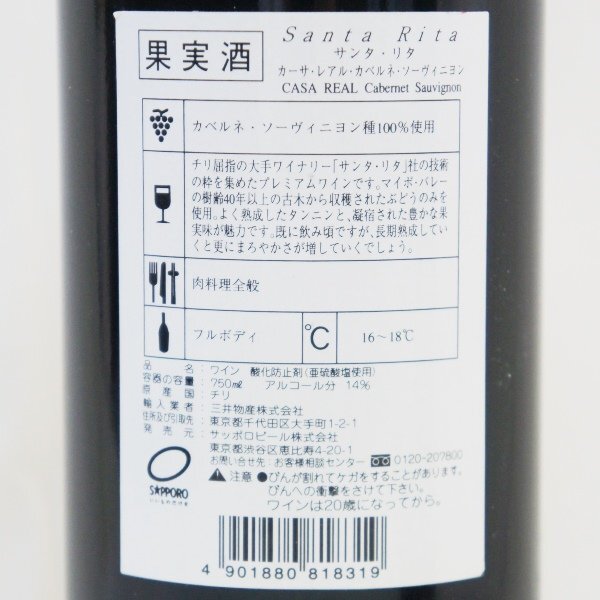 果実酒
Santa Rita
サンタ・リタ
カーサ・レアル・カベルネ・ソーヴィニヨン
CASA REAL Cabernet Sauvignon
カベルネ・ソーヴィニヨン種100%使用
チリ屈指の大手ワイナリー「サンタ・リタ」社の技術
の粋を集めたプレミアムワインです。マイポ・バレー
の樹齢40年以上の古木から収穫されたぶどうのみを
使用。よく熟成したタンニンと、凝宿された豊かな果
実味が魅力です。既に飲み頃ですが、長期熟成してい
くと更にまろやかさが増していくでしょう。
肉料理全般
フルボディ ℃ 16～18℃
品名：ワイン 酸化防止剤(亜硫酸塩使用)
容器の容量：750mℓ アルコール分 14%
原産国：チリ
輸入業者：三井物産株式会社
住所及び引取先：東京都千代田区大手町1-2-1
発売元：サッポロビール株式会社
東京都渋谷区恵比寿4-20-1
お問い合せ先：お客様相談センター 0120-207800
注意 ●びんが割れてケガをすることがあります。
びんへの衝撃をさけて下さい。
ワインは20歳になってから。
SAPPORO
4 901880 818319